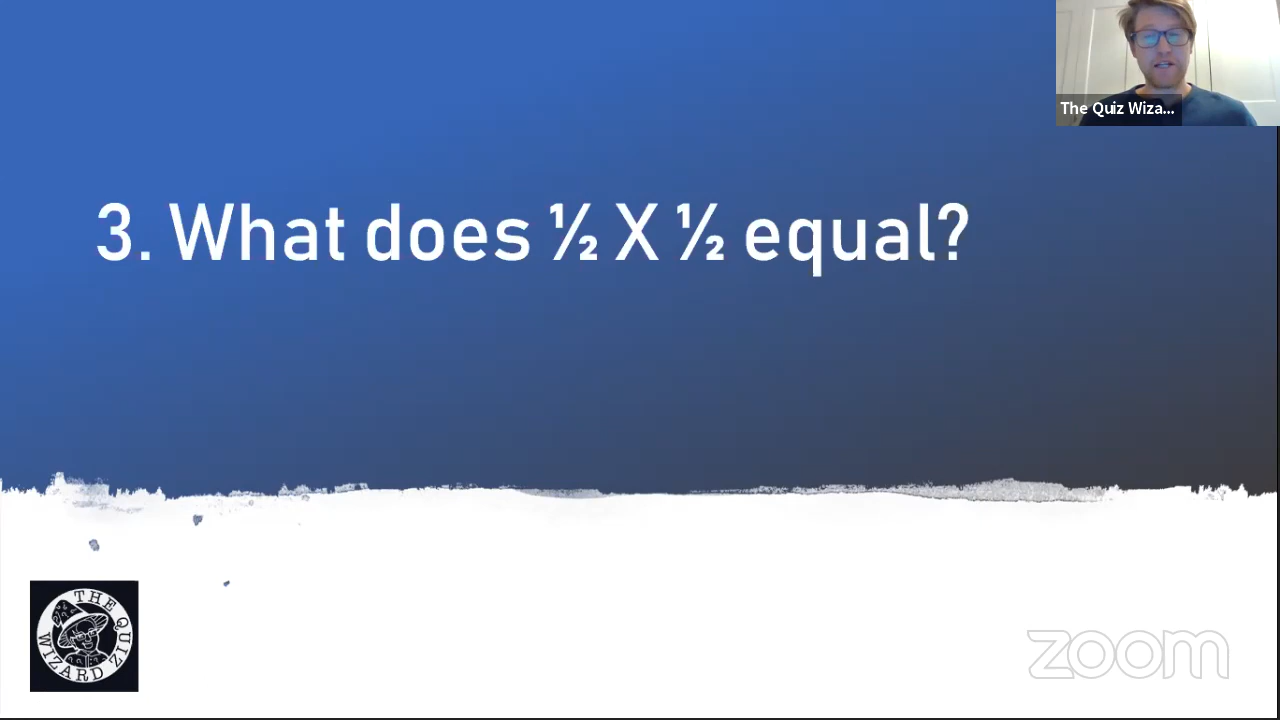 The Quiz Wiza...
3. What does ½ X ½ equal?
THE QUIZ WIZARD
zoom